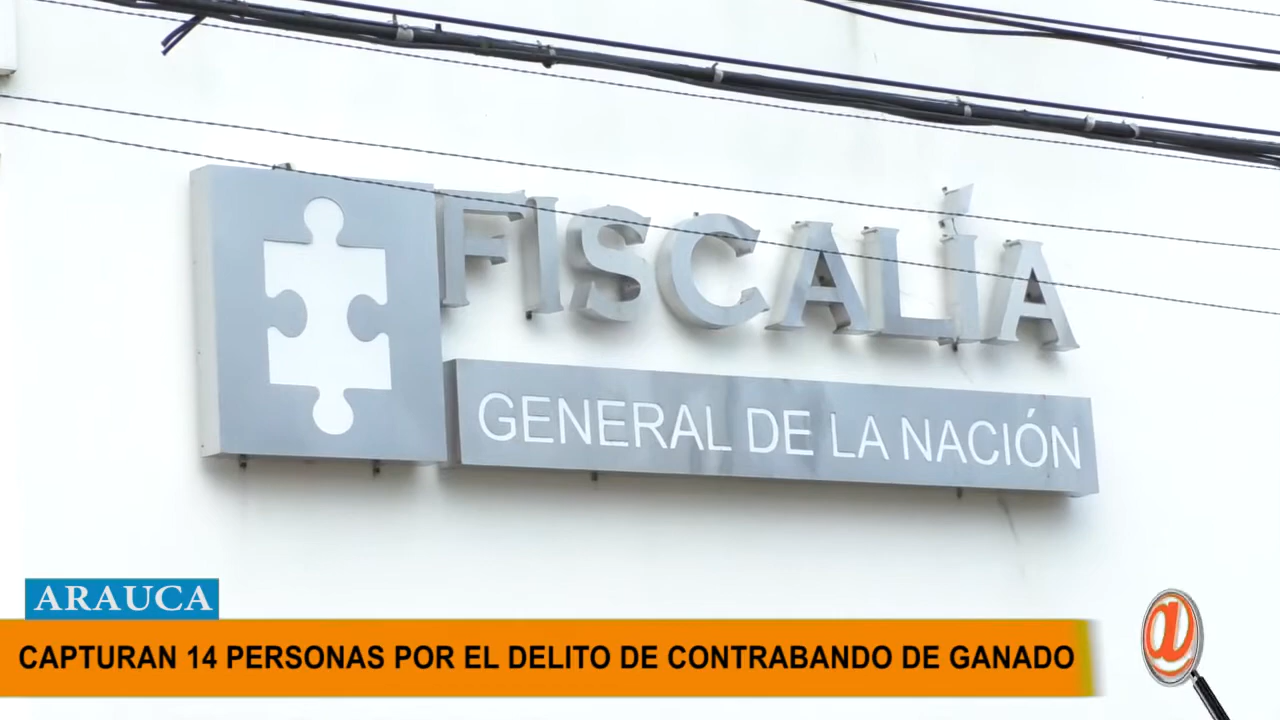 FISCALÍA
GENERAL DE LA NACIÓN
ARAUCA
CAPTURAN 14 PERSONAS POR EL DELITO DE CONTRABANDO DE GANADO
@